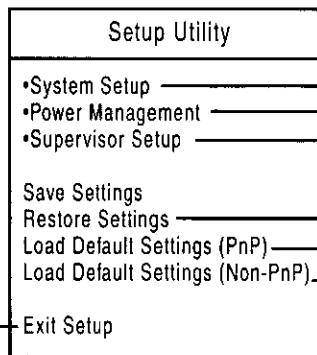 Setup Utility
•System Setup
•Power Management
•Supervisor Setup
Save Settings
Restore Settings
Load Default Settings (PnP)
Load Default Settings (Non-PnP)
Exit Setup